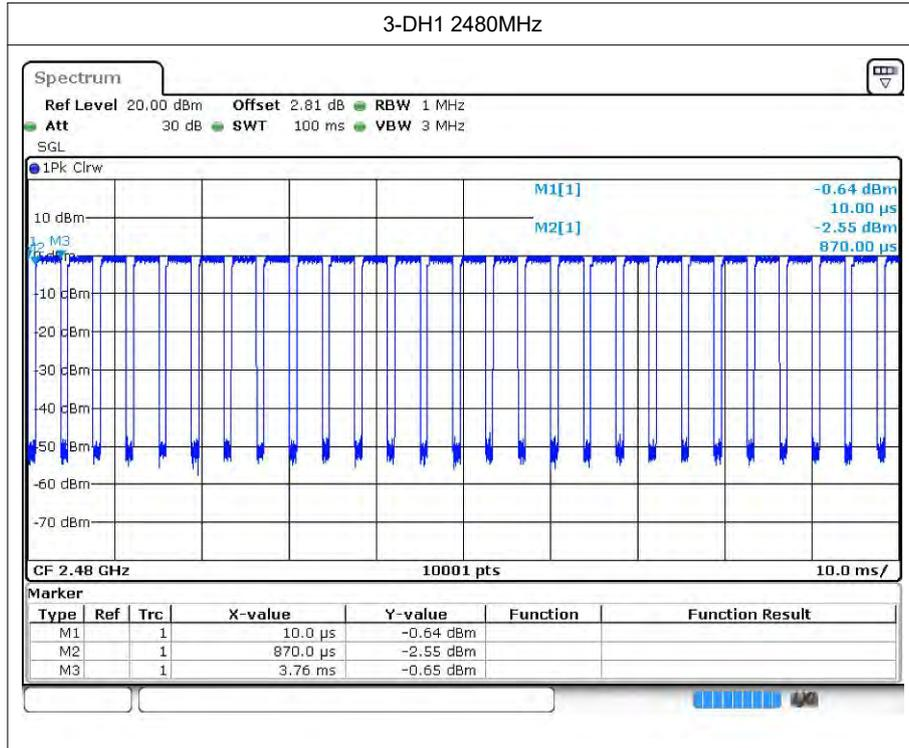 3-DH1 2480MHz
Spectrum
Ref Level 20.00 dBm Offset 2.81 dB RBW 1 MHz
Att 30 dB SWT 100 ms VBW 3 MHz
SGL
1Pk Clrw
M1[1] -0.64 dBm
10.00 µs
10 dBm
M2[1] -2.55 dBm
870.00 µs
M3
-10 dBm
-20 dBm
-30 dBm
-40 dBm
-50 dBm
-60 dBm
-70 dBm
CF 2.48 GHz 10001 pts 10.0 ms/
Marker
Type Ref Trc X-value Y-value Function Function Result
M1 1 10.0 µs -0.64 dBm
M2 1 870.0 µs -2.55 dBm
M3 1 3.76 ms -0.65 dBm